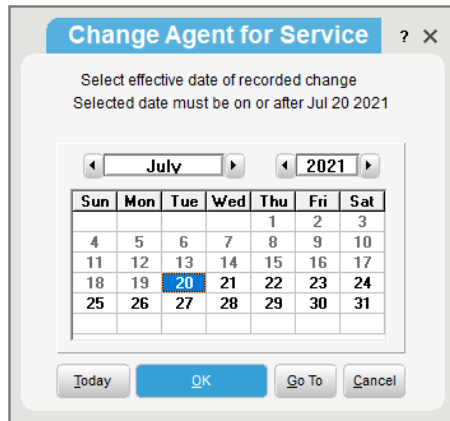 Change Agent for Service ? ×
Select effective date of recorded change
Selected date must be on or after Jul 20 2021
July 2021
Sun Mon Tue Wed Thu Fri Sat
1 2 3
4 5 6 7 8 9 10
11 12 13 14 15 16 17
18 19 20 21 22 23 24
25 26 27 28 29 30 31
Today OK Go To Cancel